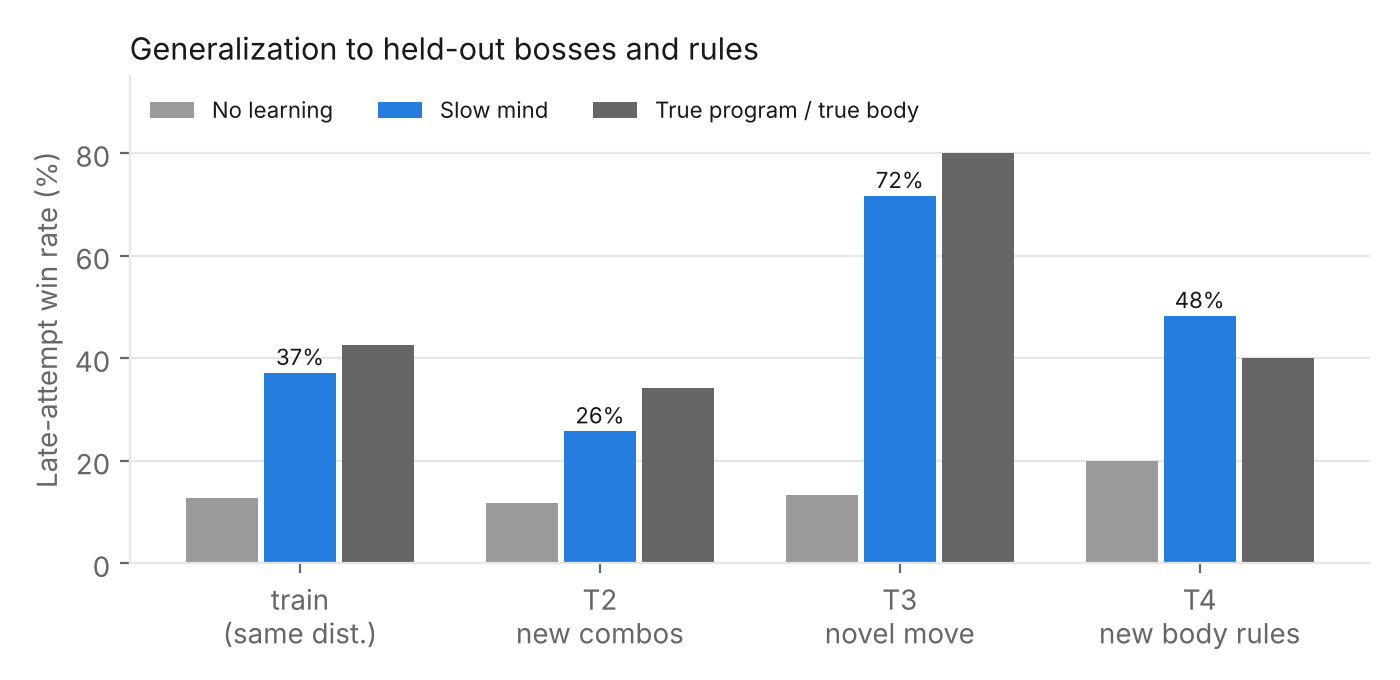 Generalization to held-out bosses and rules
No learning
Slow mind
True program / true body
Late-attempt win rate (%)
80
60
40
20
0
37%
26%
72%
48%
train
(same dist.)
T2
new combos
T3
novel move
T4
new body rules